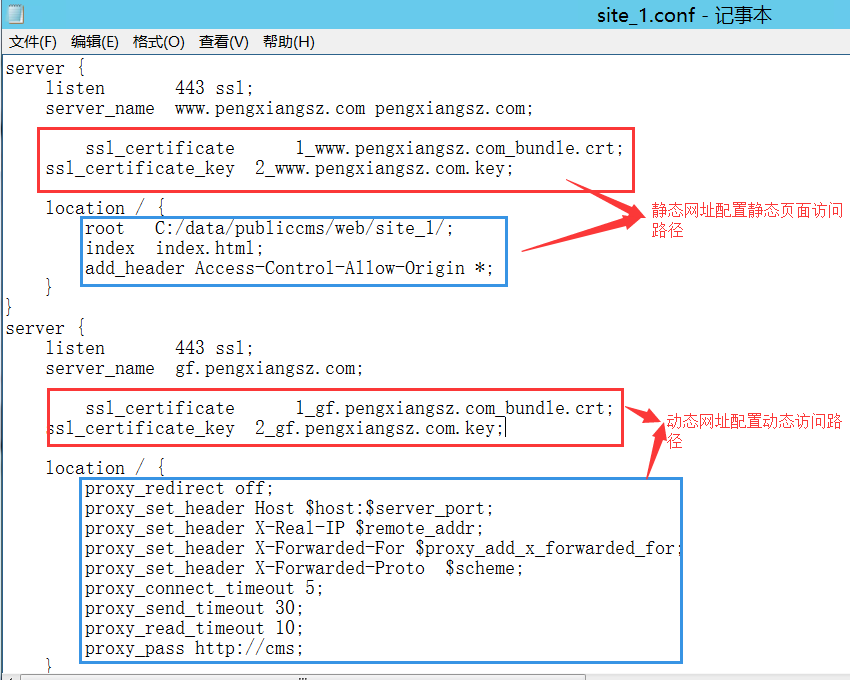 site_1.conf - 记事本
文件(F) 编辑(E) 格式(O) 查看(V) 帮助(H)
server {
listen 443 ssl;
server_name www.pengxiangsz.com pengxiangsz.com;
ssl_certificate 1_www.pengxiangsz.com_bundle.crt;
ssl_certificate_key 2_www.pengxiangsz.com.key;
location / {
root C:/data/publiccms/web/site_1/;
index index.html;
add_header Access-Control-Allow-Origin *;
}
}
静态网址配置静态页面访问
路径
server {
listen 443 ssl;
server_name gf.pengxiangsz.com;
ssl_certificate 1_gf.pengxiangsz.com_bundle.crt;
ssl_certificate_key 2_gf.pengxiangsz.com.key;
location / {
proxy_redirect off;
proxy_set_header Host $host:$server_port;
proxy_set_header X-Real-IP $remote_addr;
proxy_set_header X-Forwarded-For $proxy_add_x_forwarded_for;
proxy_set_header X-Forwarded-Proto $scheme;
proxy_connect_timeout 5;
proxy_send_timeout 30;
proxy_read_timeout 10;
proxy_pass http://cms;
}
动态网址配置动态访问路
径